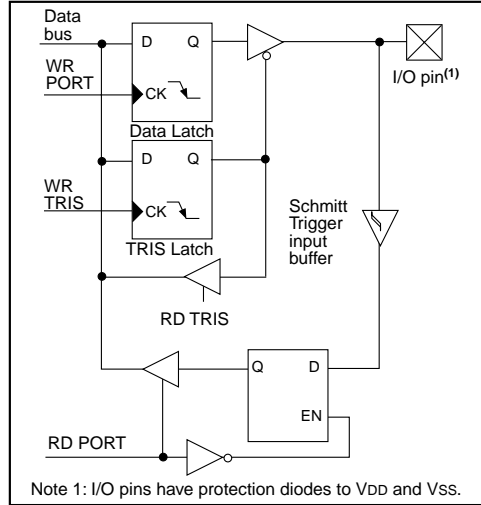 Data
bus
D Q
I/O pin(1)
WR
PORT
CK
Data Latch
D Q
WR
TRIS
CK
TRIS Latch
Schmitt
Trigger
input
buffer
RD TRIS
Q D
EN
RD PORT
Note 1: I/O pins have protection diodes to VDD and VSS.